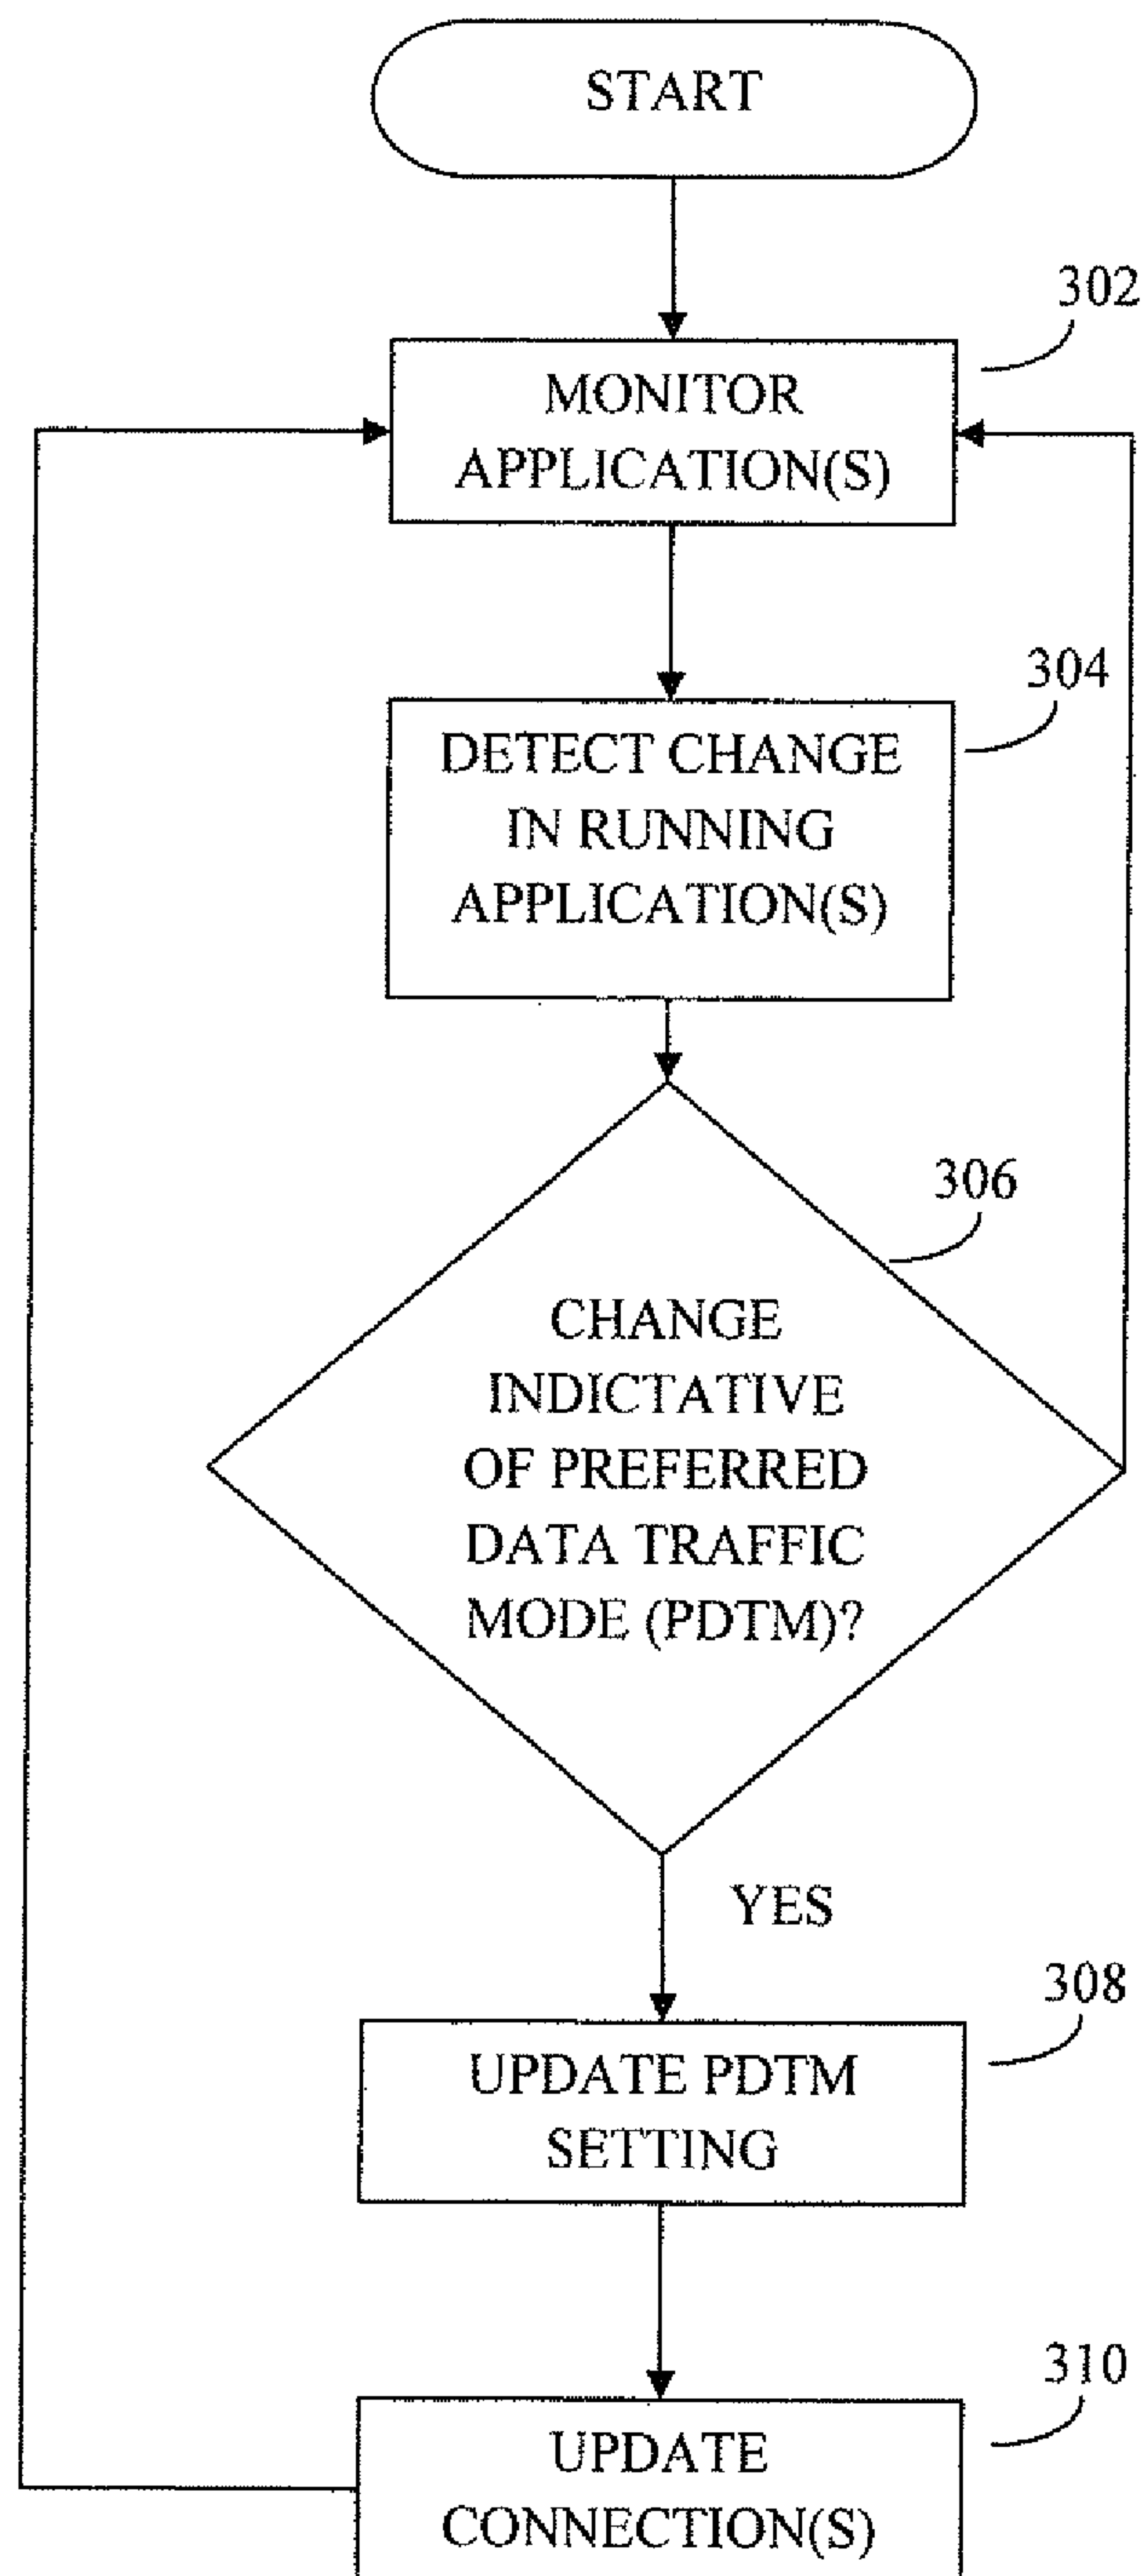 START
302
MONITOR
APPLICATION(S)
304
DETECT CHANGE
IN RUNNING
APPLICATION(S)
306
CHANGE
INDICTATIVE
OF PREFERRED
DATA TRAFFIC
MODE (PDTM)?
YES
308
UPDATE PDTM
SETTING
310
UPDATE
CONNECTION(S)